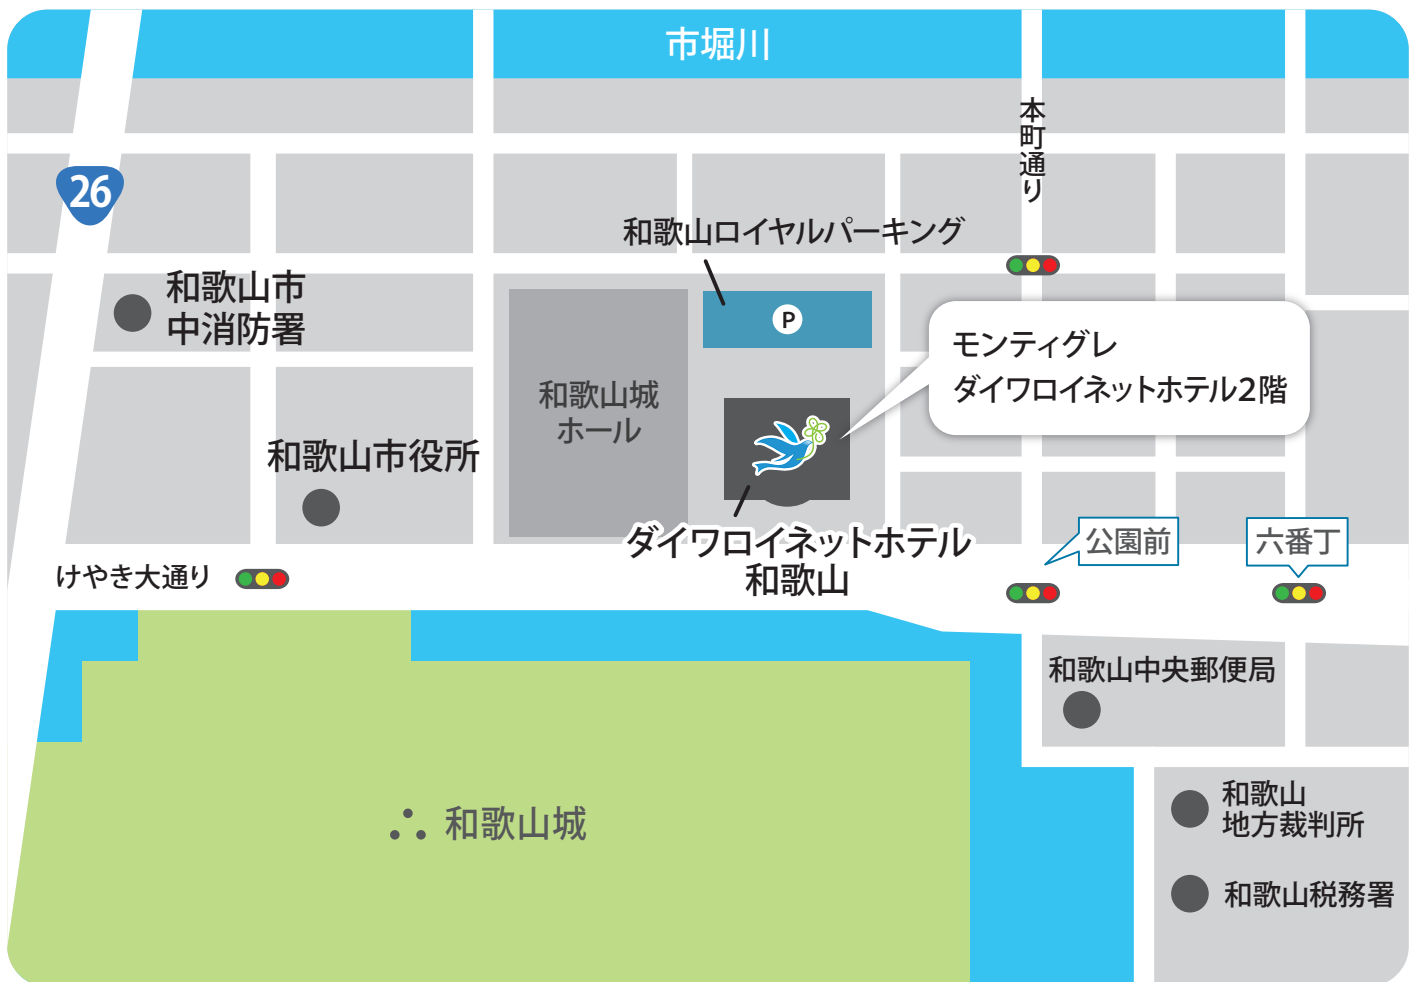 市堀川
本町通り
26
和歌山ロイヤルパーキング
和歌山市
中消防署
P
モンティグレ
ダイワロイネットホテル2階
和歌山城
ホール
和歌山市役所
公園前
六番丁
ダイワロイネットホテル
和歌山
けやき大通り
和歌山中央郵便局
和歌山
地方裁判所
和歌山城
和歌山税務署